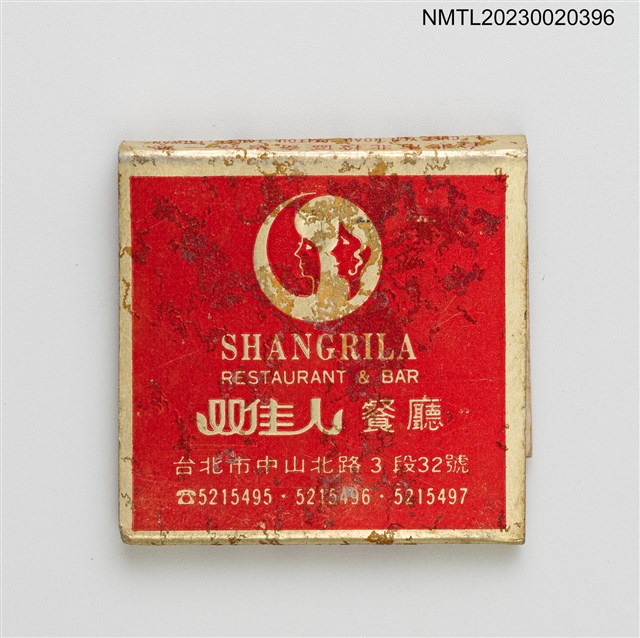 NMTL20230020396
SHANGRILA
RESTAURANT & BAR
双佳人 餐廳
台北市中山北路3段32號
☎5215495・5215496・5215497